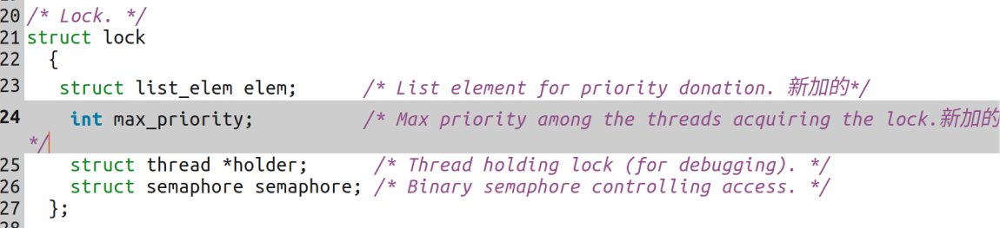 20 /* Lock. */
21 struct lock
22   {
23    struct list_elem elem;      /* List element for priority donation. 新加的*/
24     int max_priority;          /* Max priority among the threads acquiring the lock.新加的
*/
25     struct thread *holder;      /* Thread holding lock (for debugging). */
26     struct semaphore semaphore; /* Binary semaphore controlling access. */
27   };
28